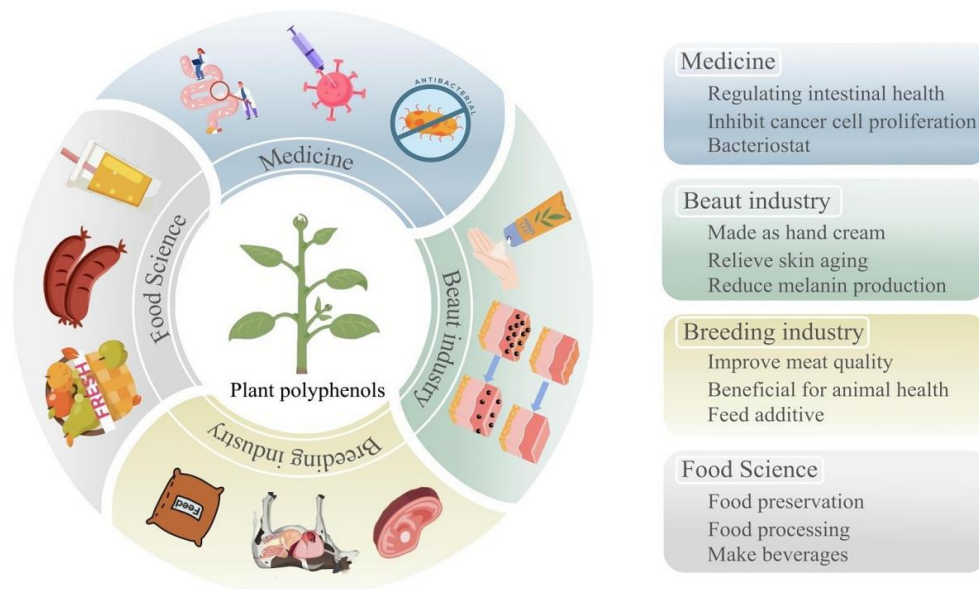 ANTIBACTERIAL
Medicine
Food Science
Beaut industry
Breeding industry
Plant polyphenols
FRESH
Feed
Medicine
Regulating intestinal health
Inhibit cancer cell proliferation
Bacteriostat
Beaut industry
Made as hand cream
Relieve skin aging
Reduce melanin production
Breeding industry
Improve meat quality
Beneficial for animal health
Feed additive
Food Science
Food preservation
Food processing
Make beverages